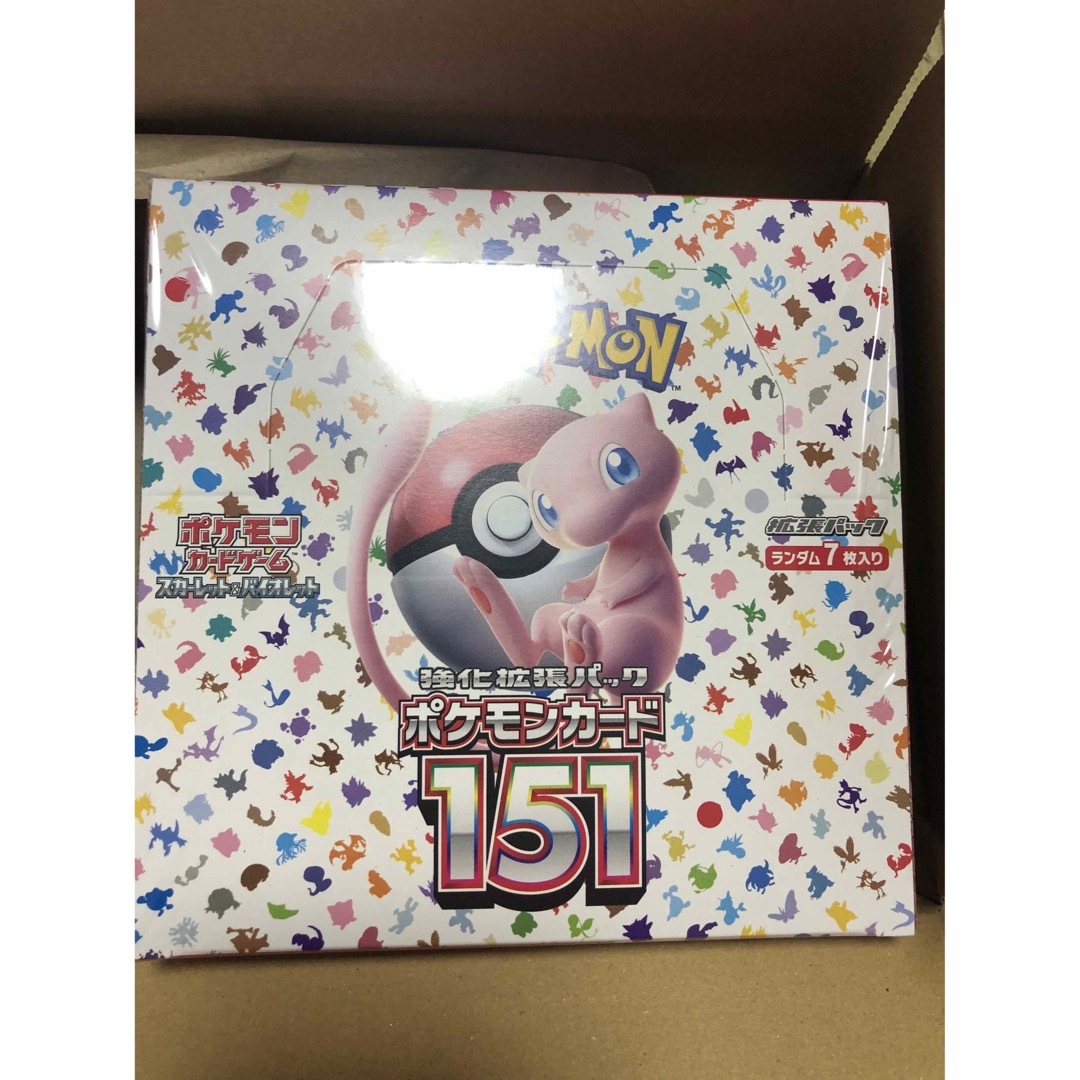 MON
TM
ポケモン
カードゲーム
スカーレット&バイオレット
拡張パック
ランダム7枚入り
強化拡張パック
ポケモンカード
151